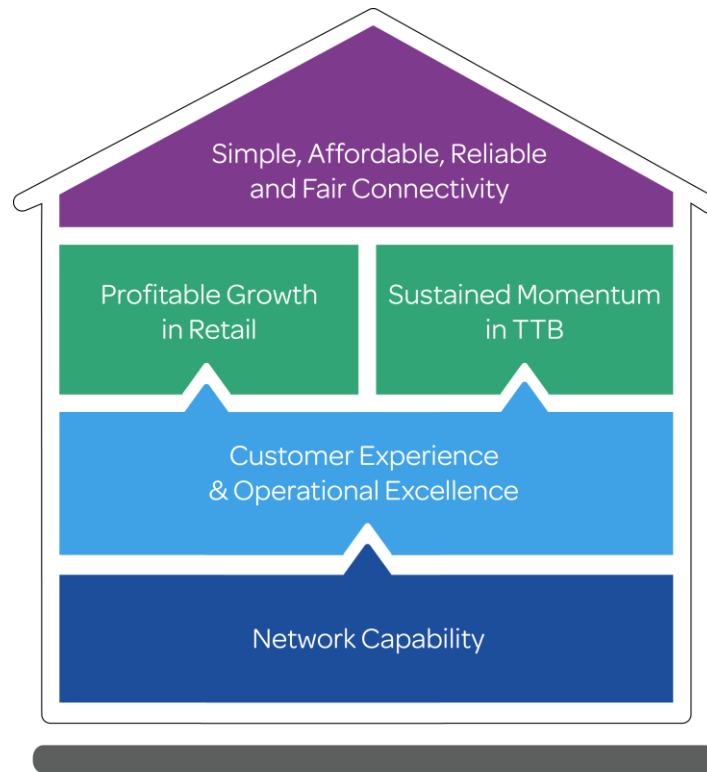 Simple, Affordable, Reliable
and Fair Connectivity
Profitable Growth
in Retail
Sustained Momentum
in TTB
Customer Experience
& Operational Excellence
Network Capability